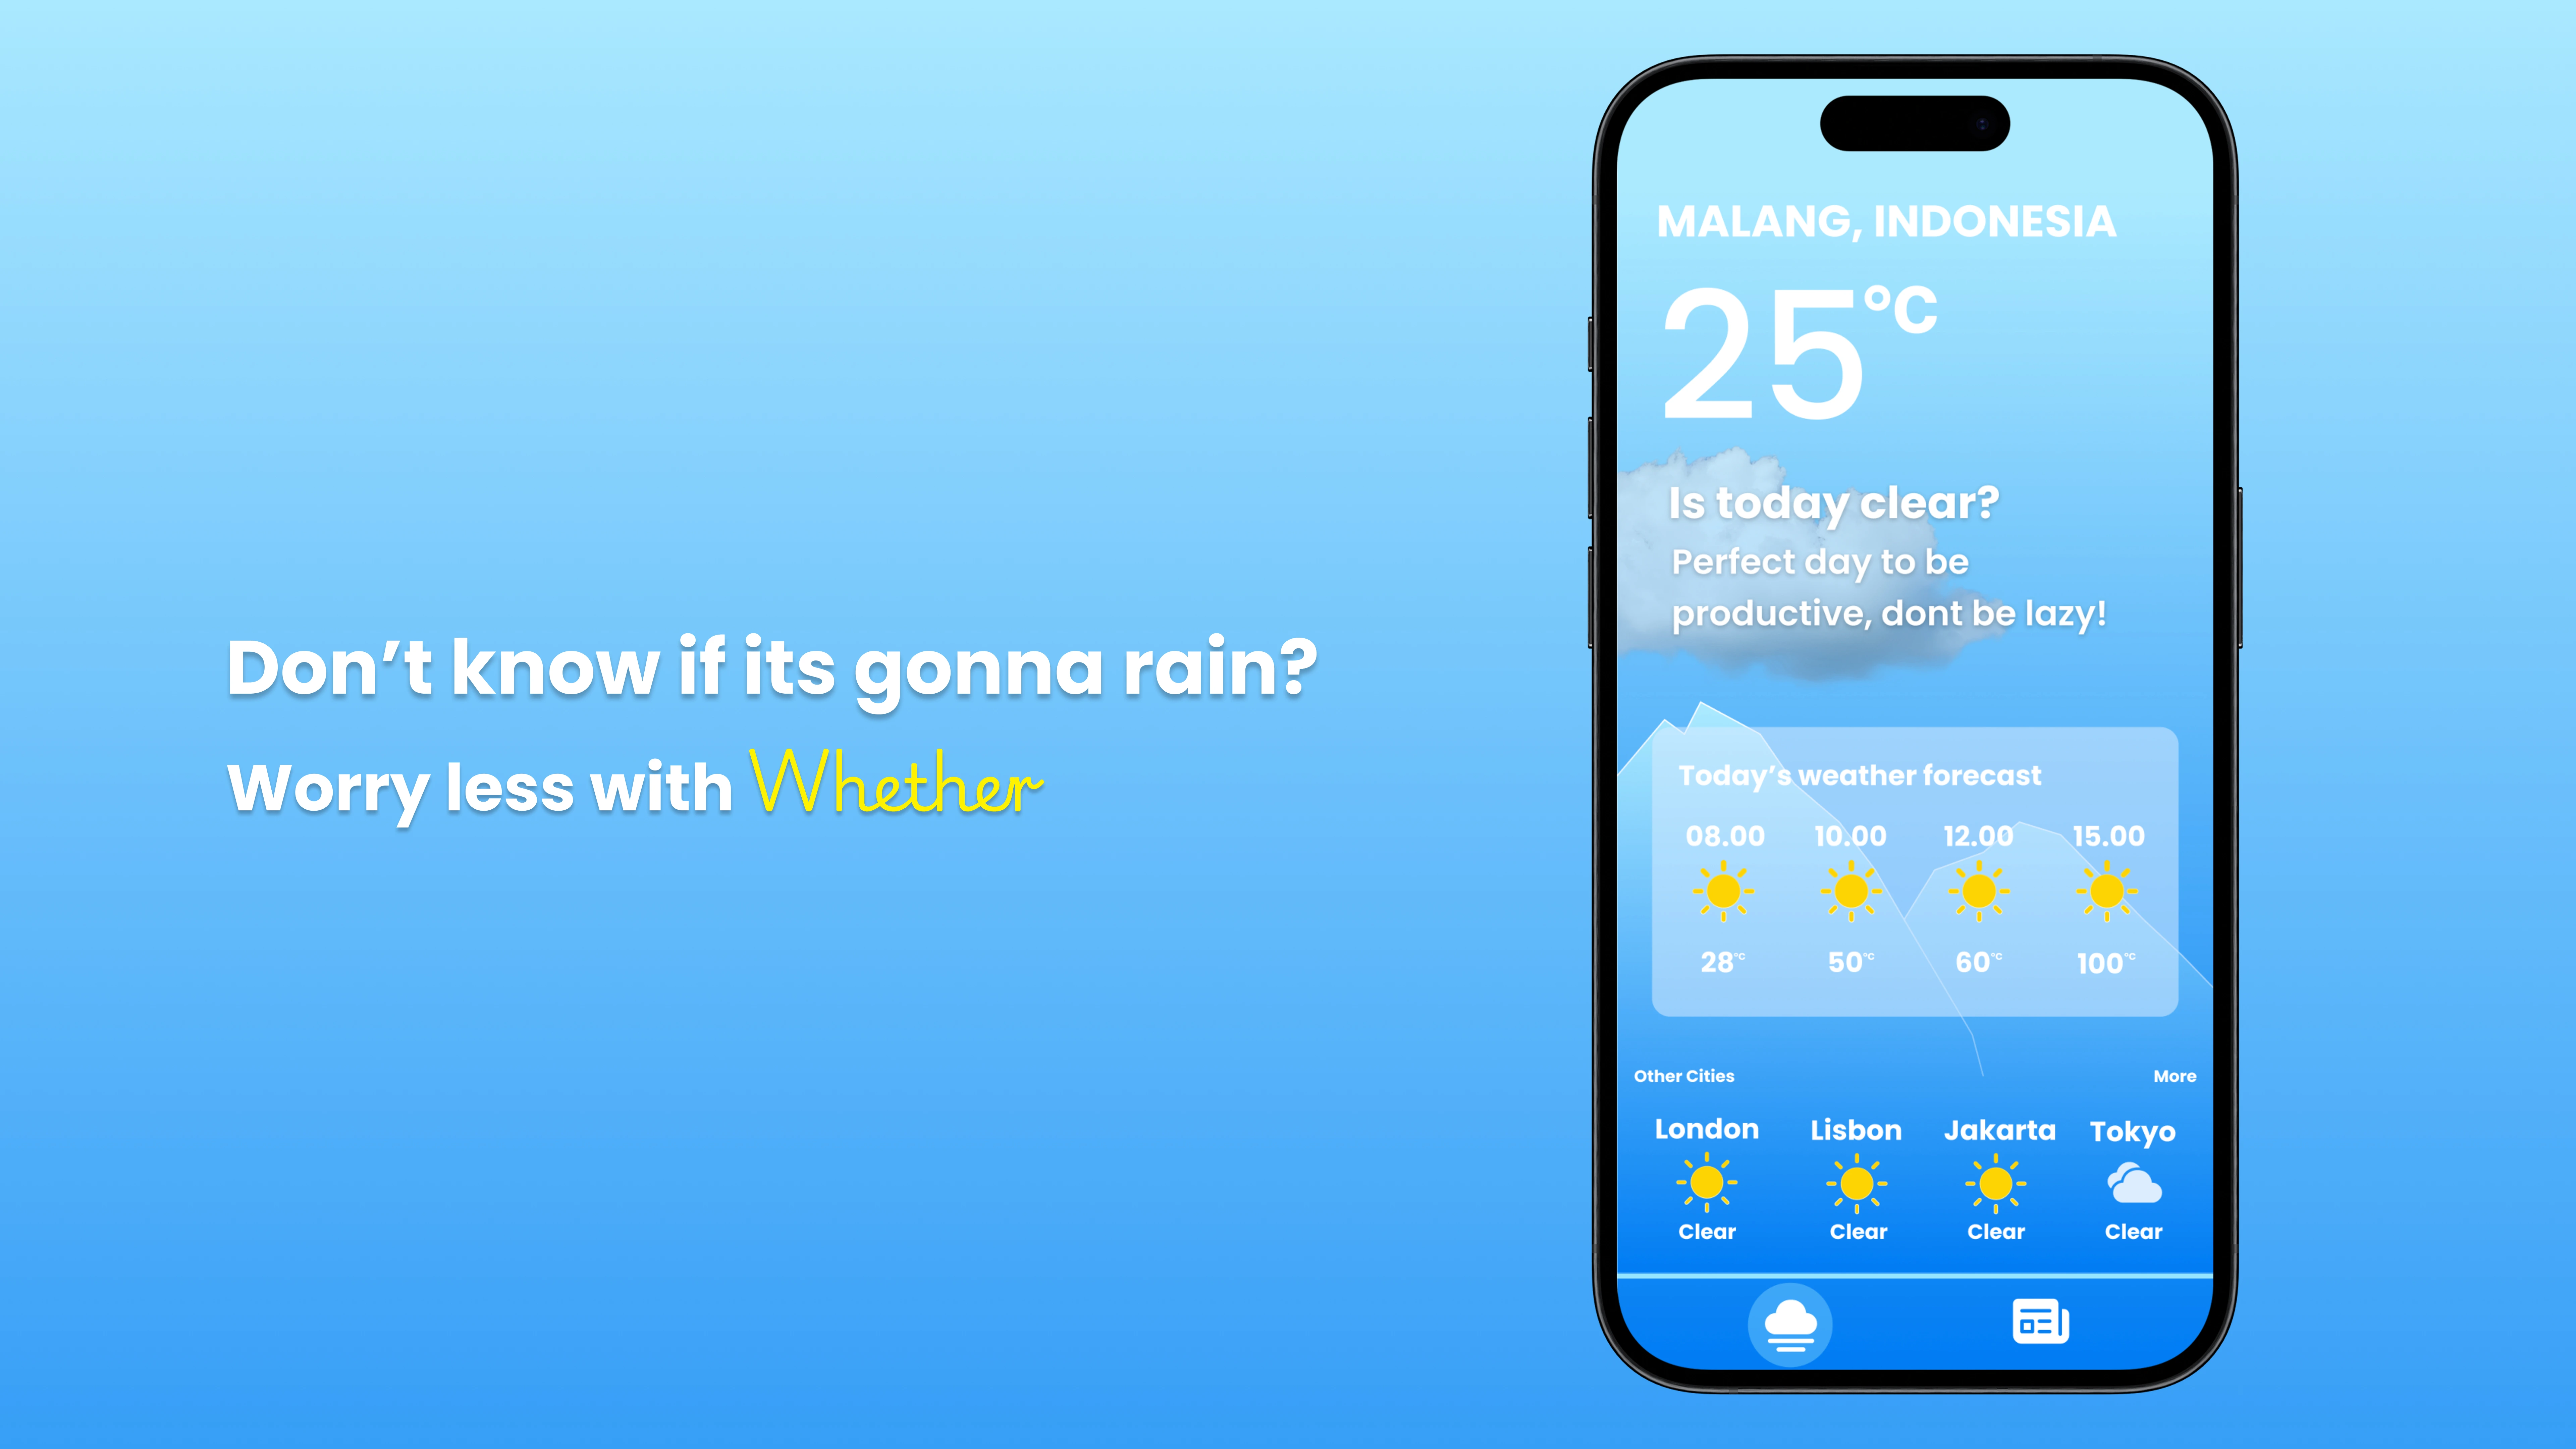 Don’t know if its gonna rain?
Worry less with Whether
MALANG, INDONESIA
25°C
Is today clear?
Perfect day to be
productive, dont be lazy!
Today’s weather forecast
08.00 10.00 12.00 15.00
28°C 50°C 60°C 100°C
Other Cities More
London Lisbon Jakarta Tokyo
Clear Clear Clear Clear